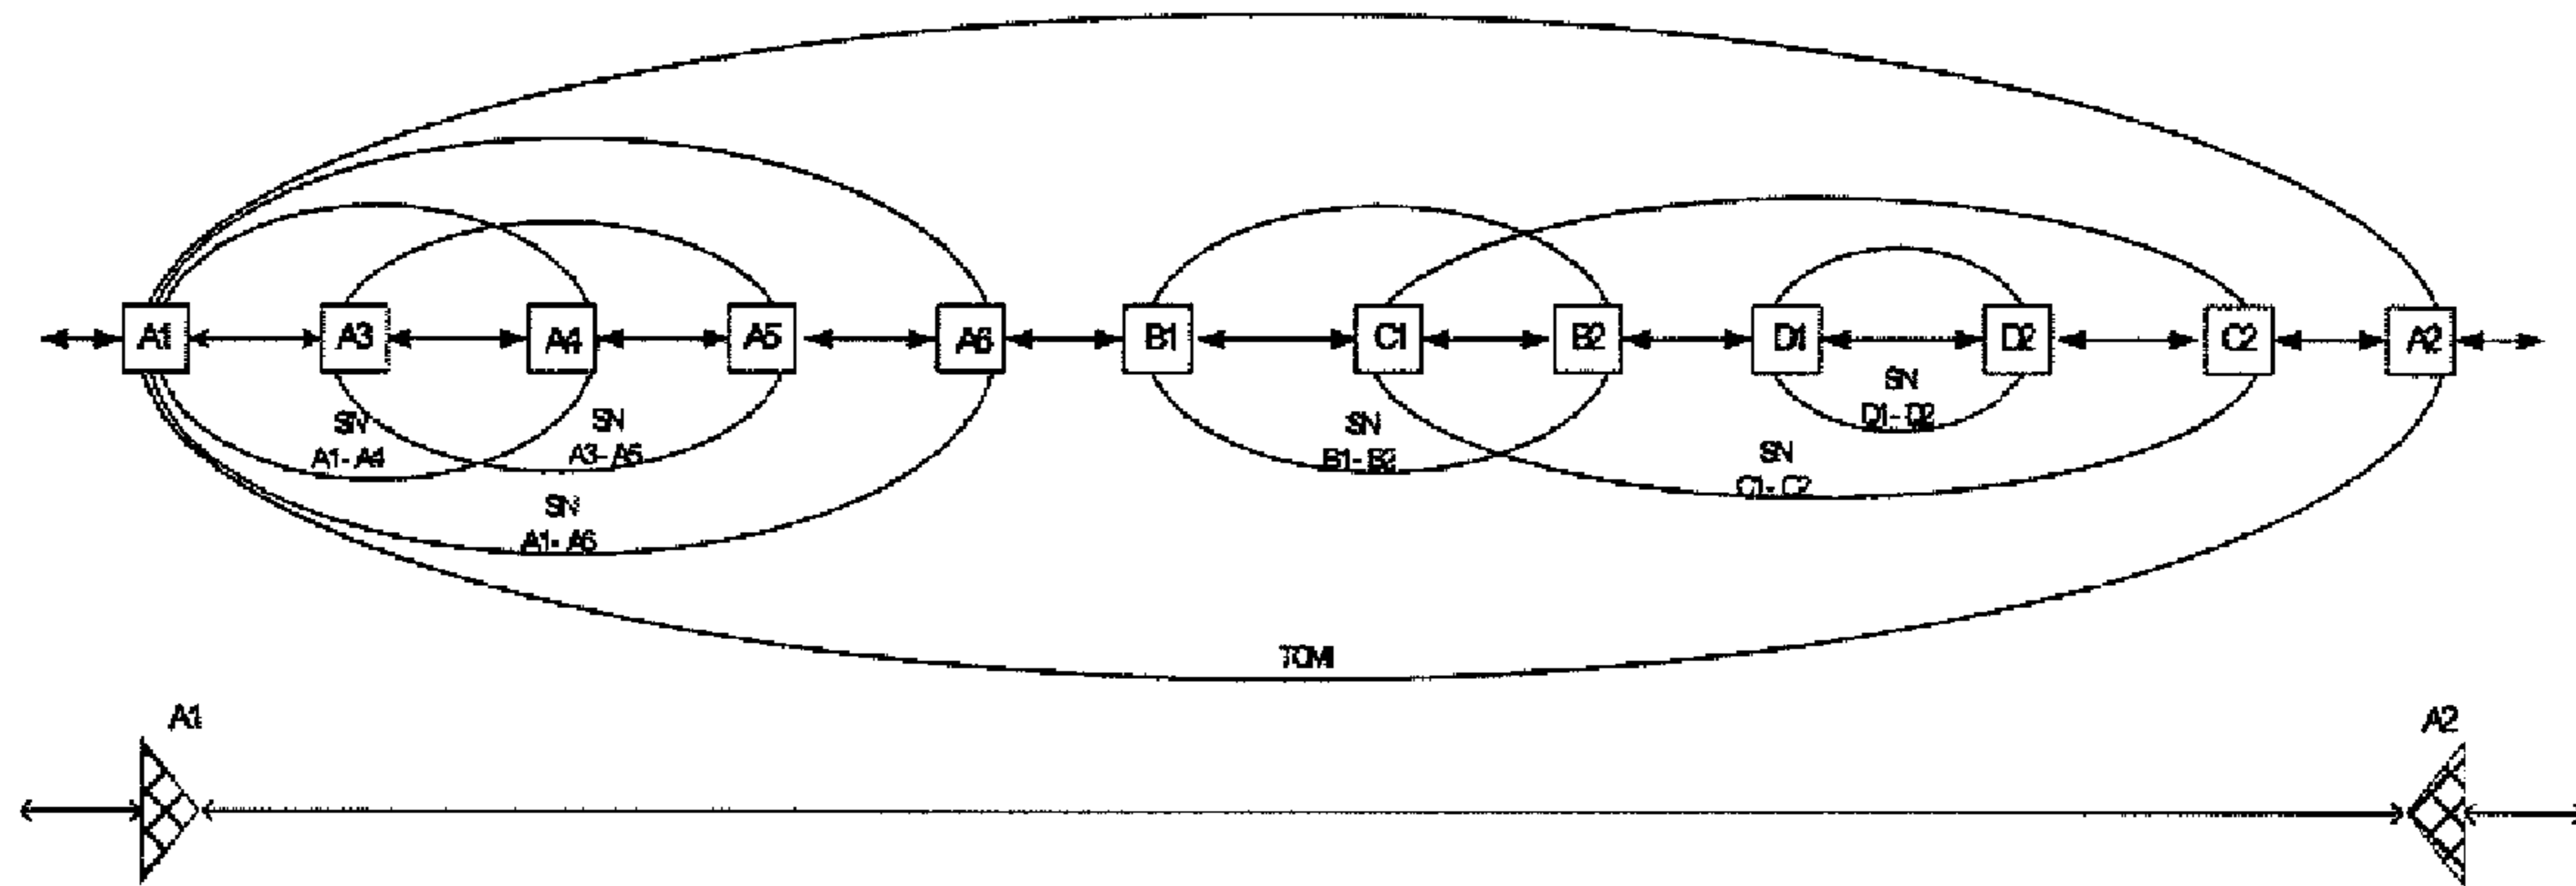 A1 A3 A4 A5 A6 B1 C1 B2 D1 D2 C2 A2
SN
D1-D2
SN
A1-A4
SN
A3-A5
SN
B1-B2
SN
C1-C2
SN
A1-A6
TCMI
A1 A2